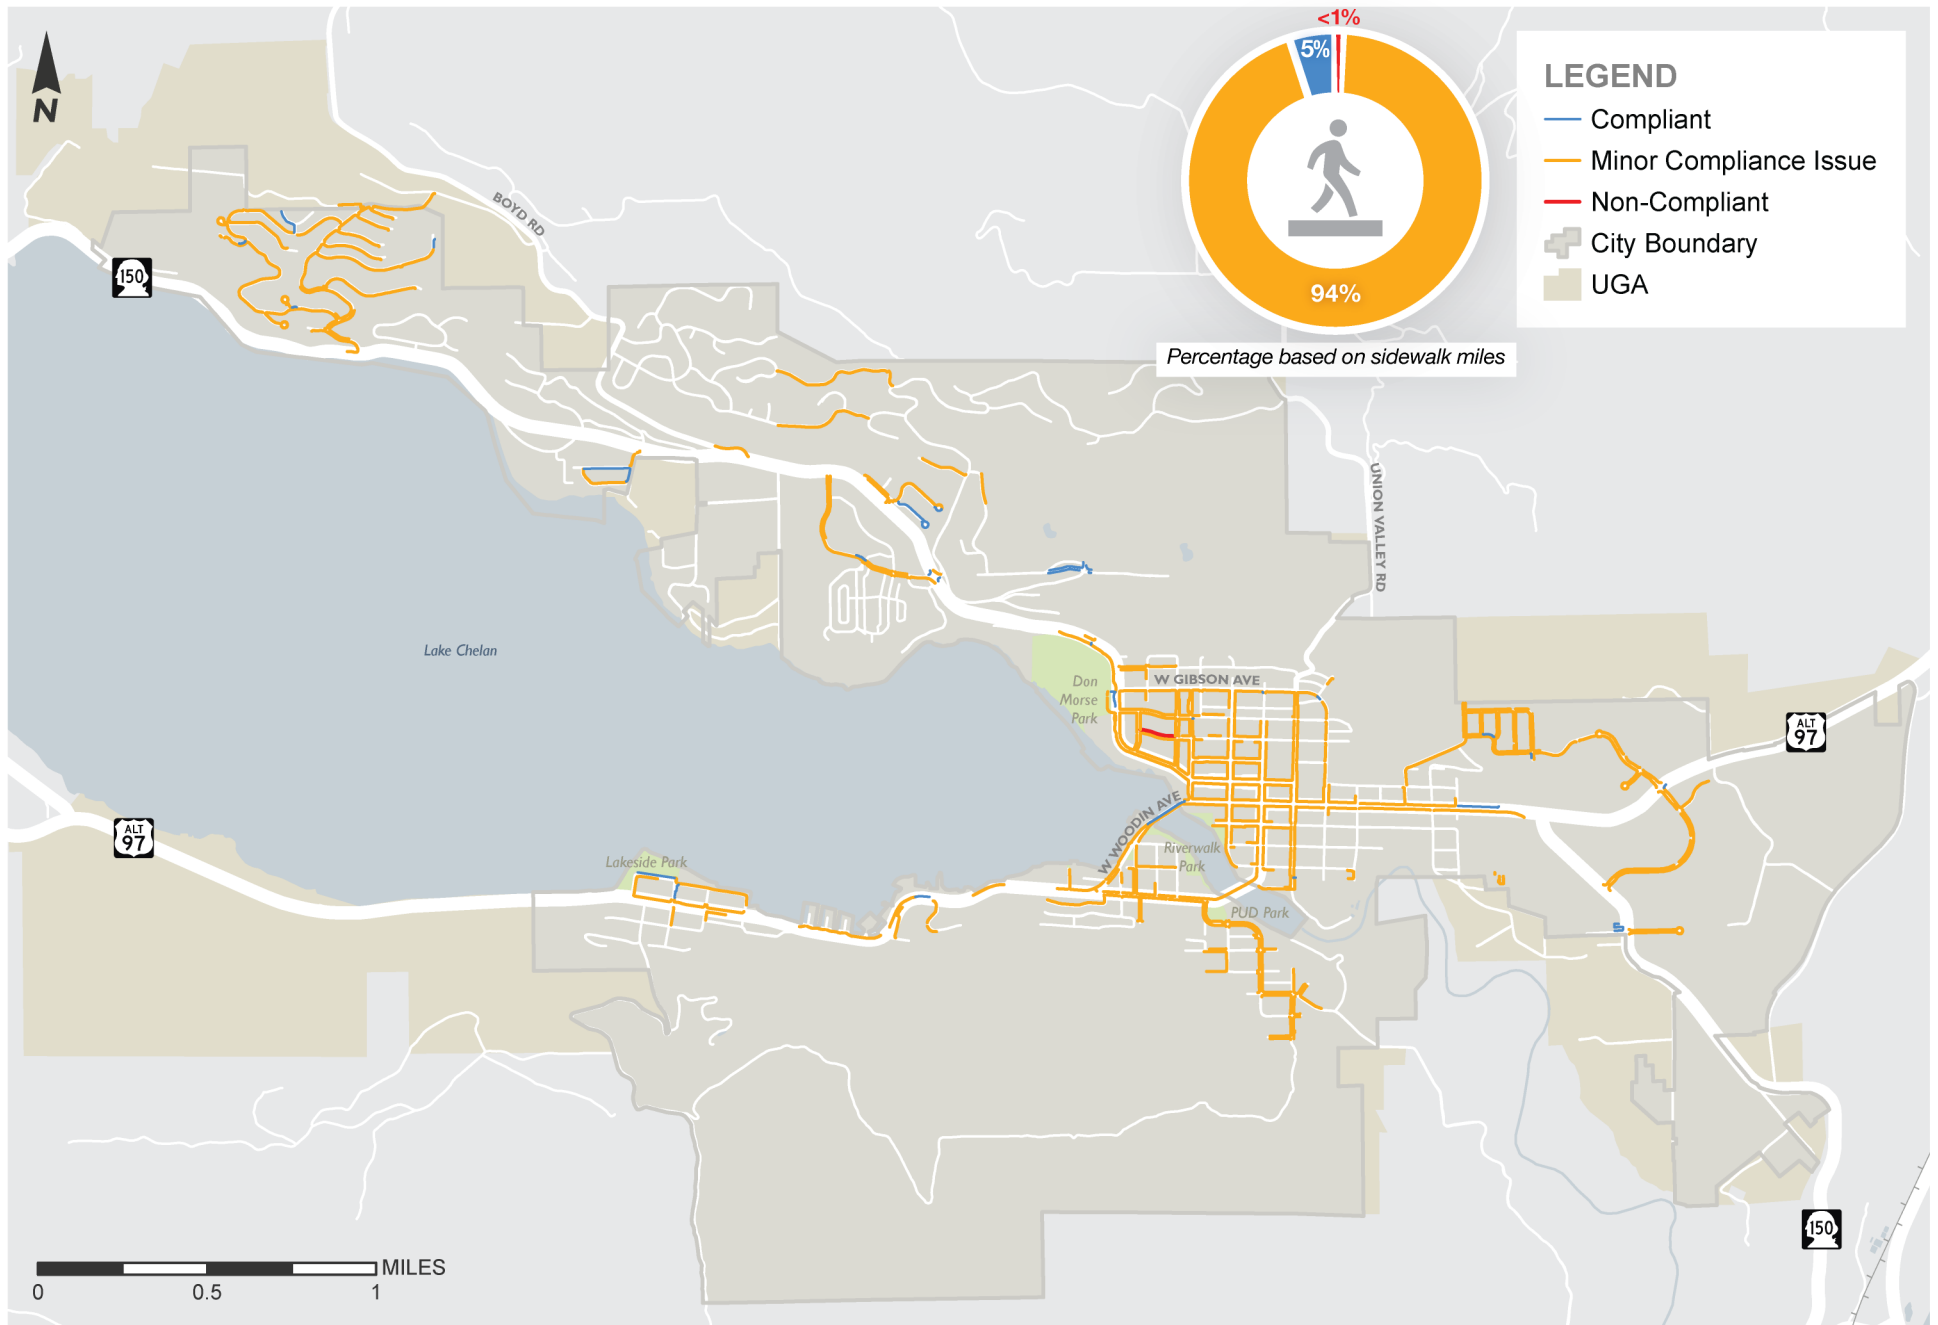 <1%
5%
94%
Percentage based on sidewalk miles
LEGEND
Compliant
Minor Compliance Issue
Non-Compliant
City Boundary
UGA
N
BOYD RD
150
UNION VALLEY RD
Lake Chelan
Don
Morse
Park
W GIBSON AVE
ALT
97
W WOODIN AVE
Riverwalk
Park
ALT
97
Lakeside Park
PUD Park
150
MILES
0 0.5 1